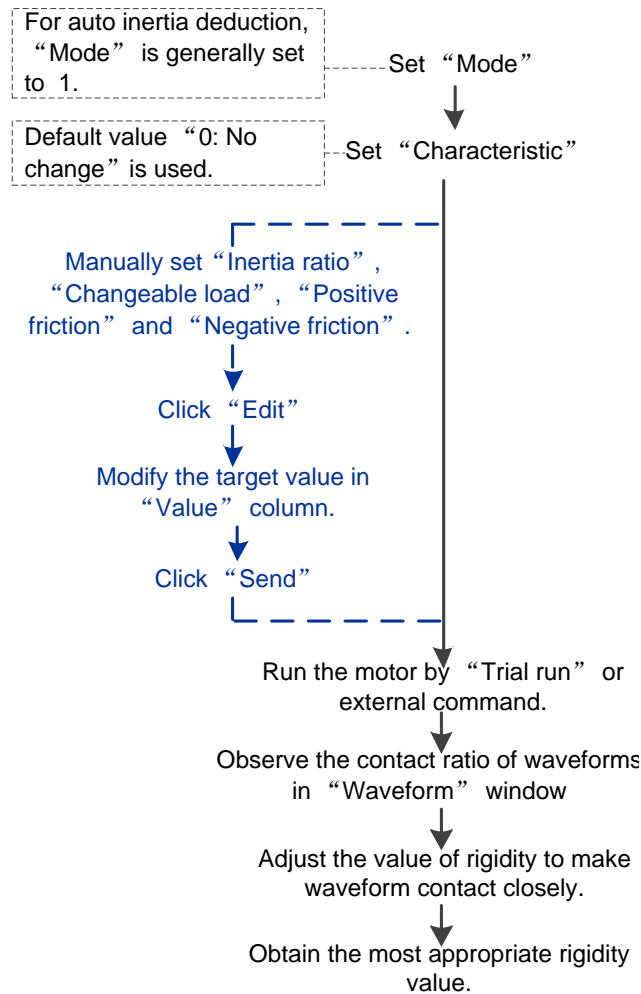 For auto inertia deduction,
“Mode” is generally set
to 1.
Set “Mode”
Default value “0: No
change” is used.
Set “Characteristic”
Manually set “Inertia ratio”,
“Changeable load”, “Positive
friction” and “Negative friction”.
Click “Edit”
Modify the target value in
“Value” column.
Click “Send”
Run the motor by “Trial run” or
external command.
Observe the contact ratio of waveforms
in “Waveform” window
Adjust the value of rigidity to make
waveform contact closely.
Obtain the most appropriate rigidity
value.